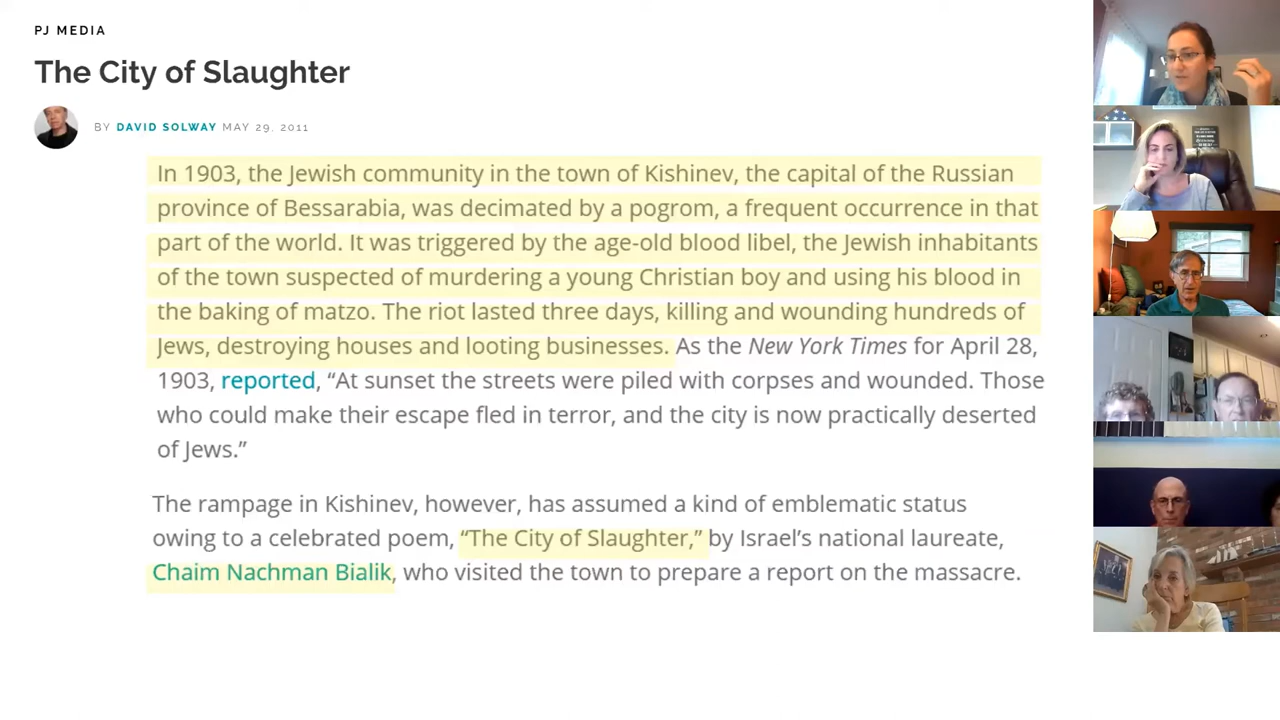 PJ MEDIA
The City of Slaughter
BY DAVID SOLWAY MAY 29. 2011
In 1903, the Jewish community in the town of Kishinev, the capital of the Russian
province of Bessarabia, was decimated by a pogrom, a frequent occurrence in that
part of the world. It was triggered by the age-old blood libel, the Jewish inhabitants
of the town suspected of murdering a young Christian boy and using his blood in
the baking of matzo. The riot lasted three days, killing and wounding hundreds of
Jews, destroying houses and looting businesses. As the New York Times for April 28,
1903, reported, “At sunset the streets were piled with corpses and wounded. Those
who could make their escape fled in terror, and the city is now practically deserted
of Jews.”
The rampage in Kishinev, however, has assumed a kind of emblematic status
owing to a celebrated poem, “The City of Slaughter,” by Israel’s national laureate,
Chaim Nachman Bialik, who visited the town to prepare a report on the massacre.